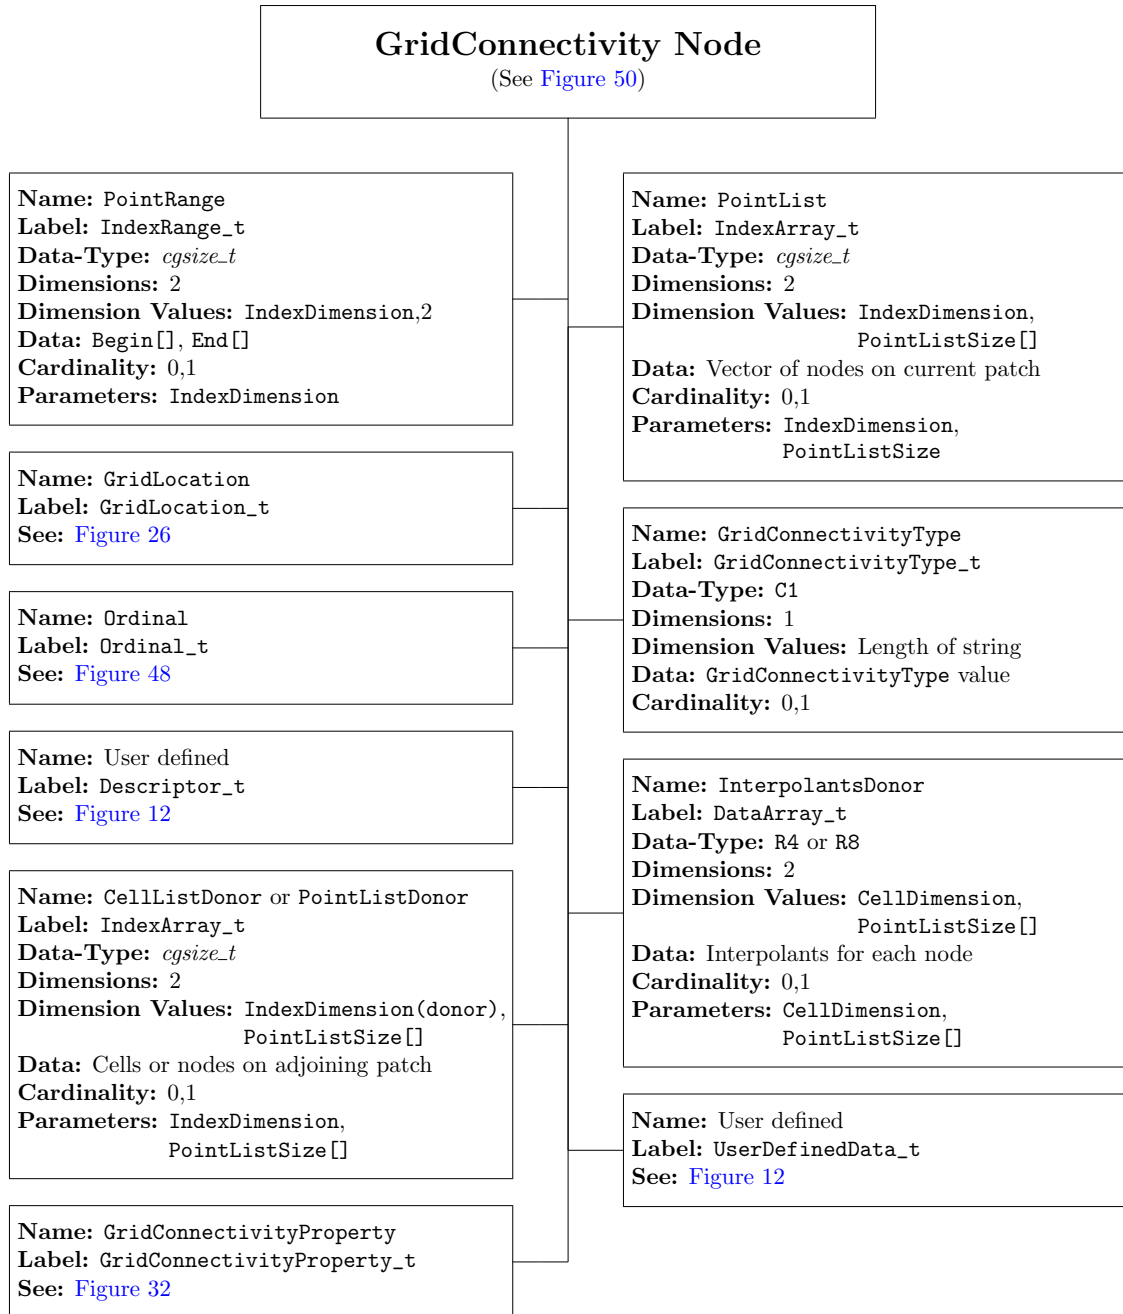 GridConnectivity Node
(See Figure 50)
Name: PointRange
Label: IndexRange_t
Data-Type: cgsize_t
Dimensions: 2
Dimension Values: IndexDimension,2
Data: Begin[], End[]
Cardinality: 0,1
Parameters: IndexDimension
Name: GridLocation
Label: GridLocation_t
See: Figure 26
Name: Ordinal
Label: Ordinal_t
See: Figure 48
Name: User defined
Label: Descriptor_t
See: Figure 12
Name: CellListDonor or PointListDonor
Label: IndexArray_t
Data-Type: cgsize_t
Dimensions: 2
Dimension Values: IndexDimension(donor),
PointListSize[]
Data: Cells or nodes on adjoining patch
Cardinality: 0,1
Parameters: IndexDimension,
PointListSize[]
Name: GridConnectivityProperty
Label: GridConnectivityProperty_t
See: Figure 32
Name: PointList
Label: IndexArray_t
Data-Type: cgsize_t
Dimensions: 2
Dimension Values: IndexDimension,
PointListSize[]
Data: Vector of nodes on current patch
Cardinality: 0,1
Parameters: IndexDimension,
PointListSize
Name: GridConnectivityType
Label: GridConnectivityType_t
Data-Type: C1
Dimensions: 1
Dimension Values: Length of string
Data: GridConnectivityType value
Cardinality: 0,1
Name: InterpolantsDonor
Label: DataArray_t
Data-Type: R4 or R8
Dimensions: 2
Dimension Values: CellDimension,
PointListSize[]
Data: Interpolants for each node
Cardinality: 0,1
Parameters: CellDimension,
PointListSize[]
Name: User defined
Label: UserDefinedData_t
See: Figure 12